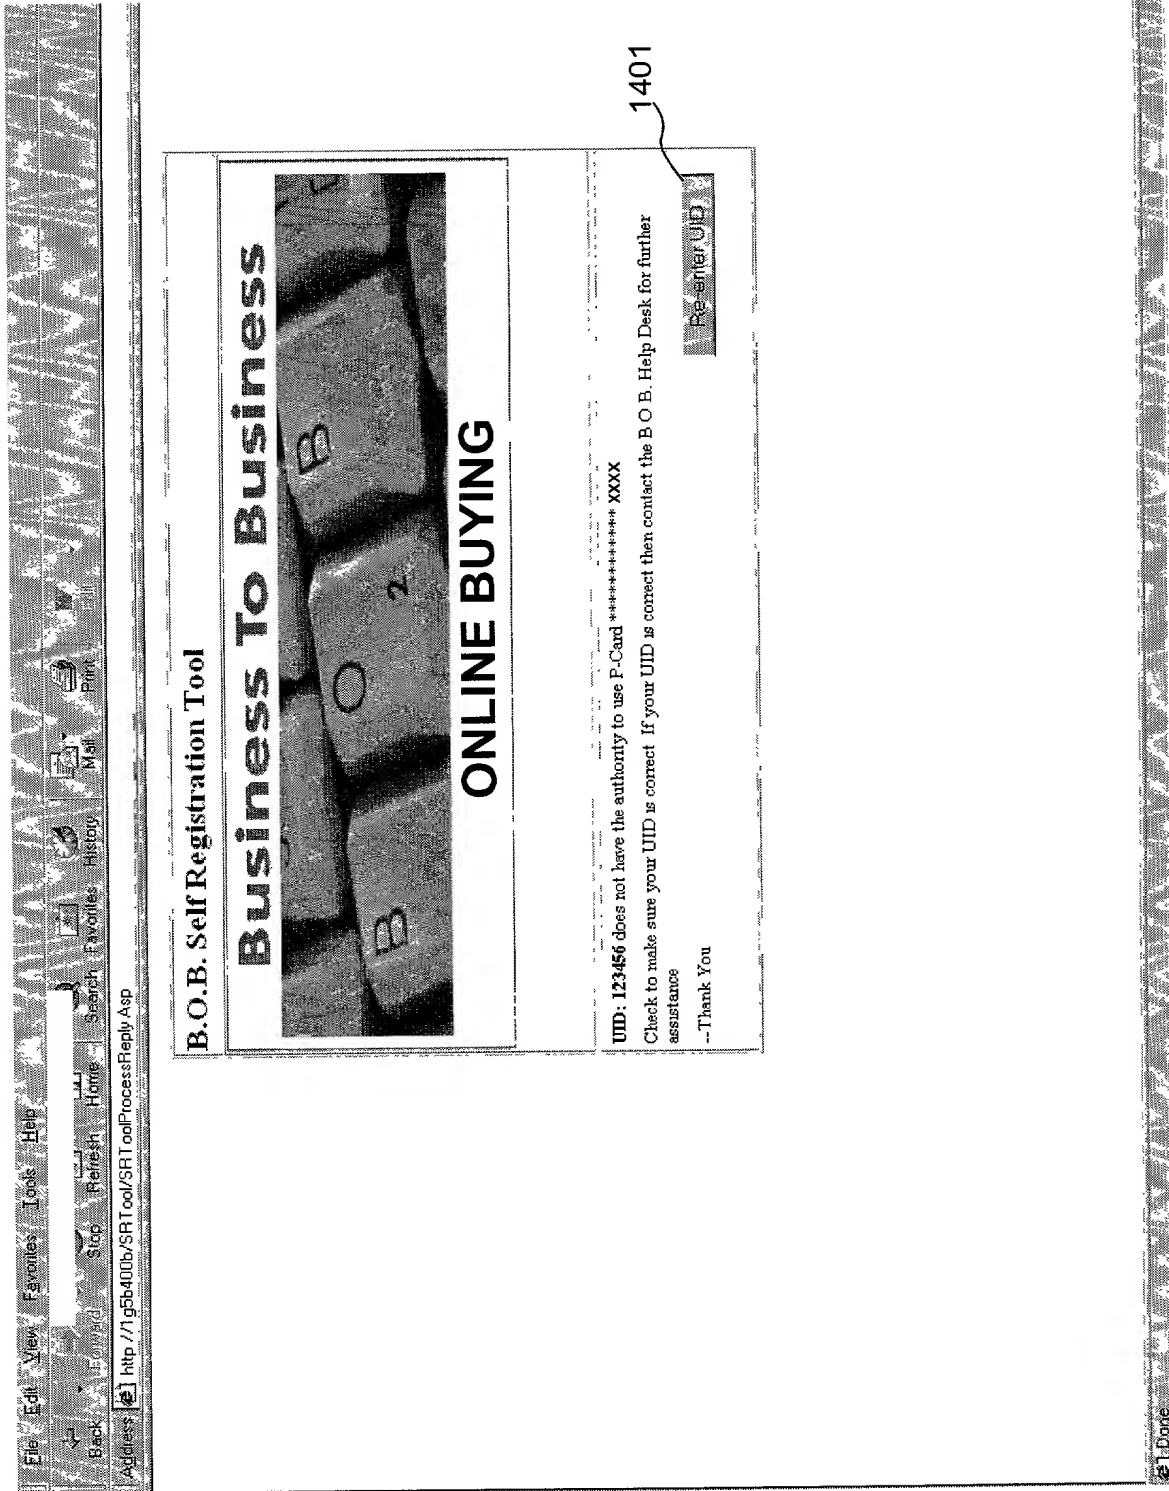 File Edit View Favorites Tools Help
Back Forward Stop Refresh Home Search Favorites History Mail Print Edit
Address http //1g5b400b/SRTool/SRToolProcessReply Asp
B.O.B. Self Registration Tool
Business To Business
B O 2 B
ONLINE BUYING
UID: 123456 does not have the authority to use P-Card ************ XXXX
Check to make sure your UID is correct If your UID is correct then contact the B O B. Help Desk for further
assistance
--Thank You
Re-enter UID
1401
Done